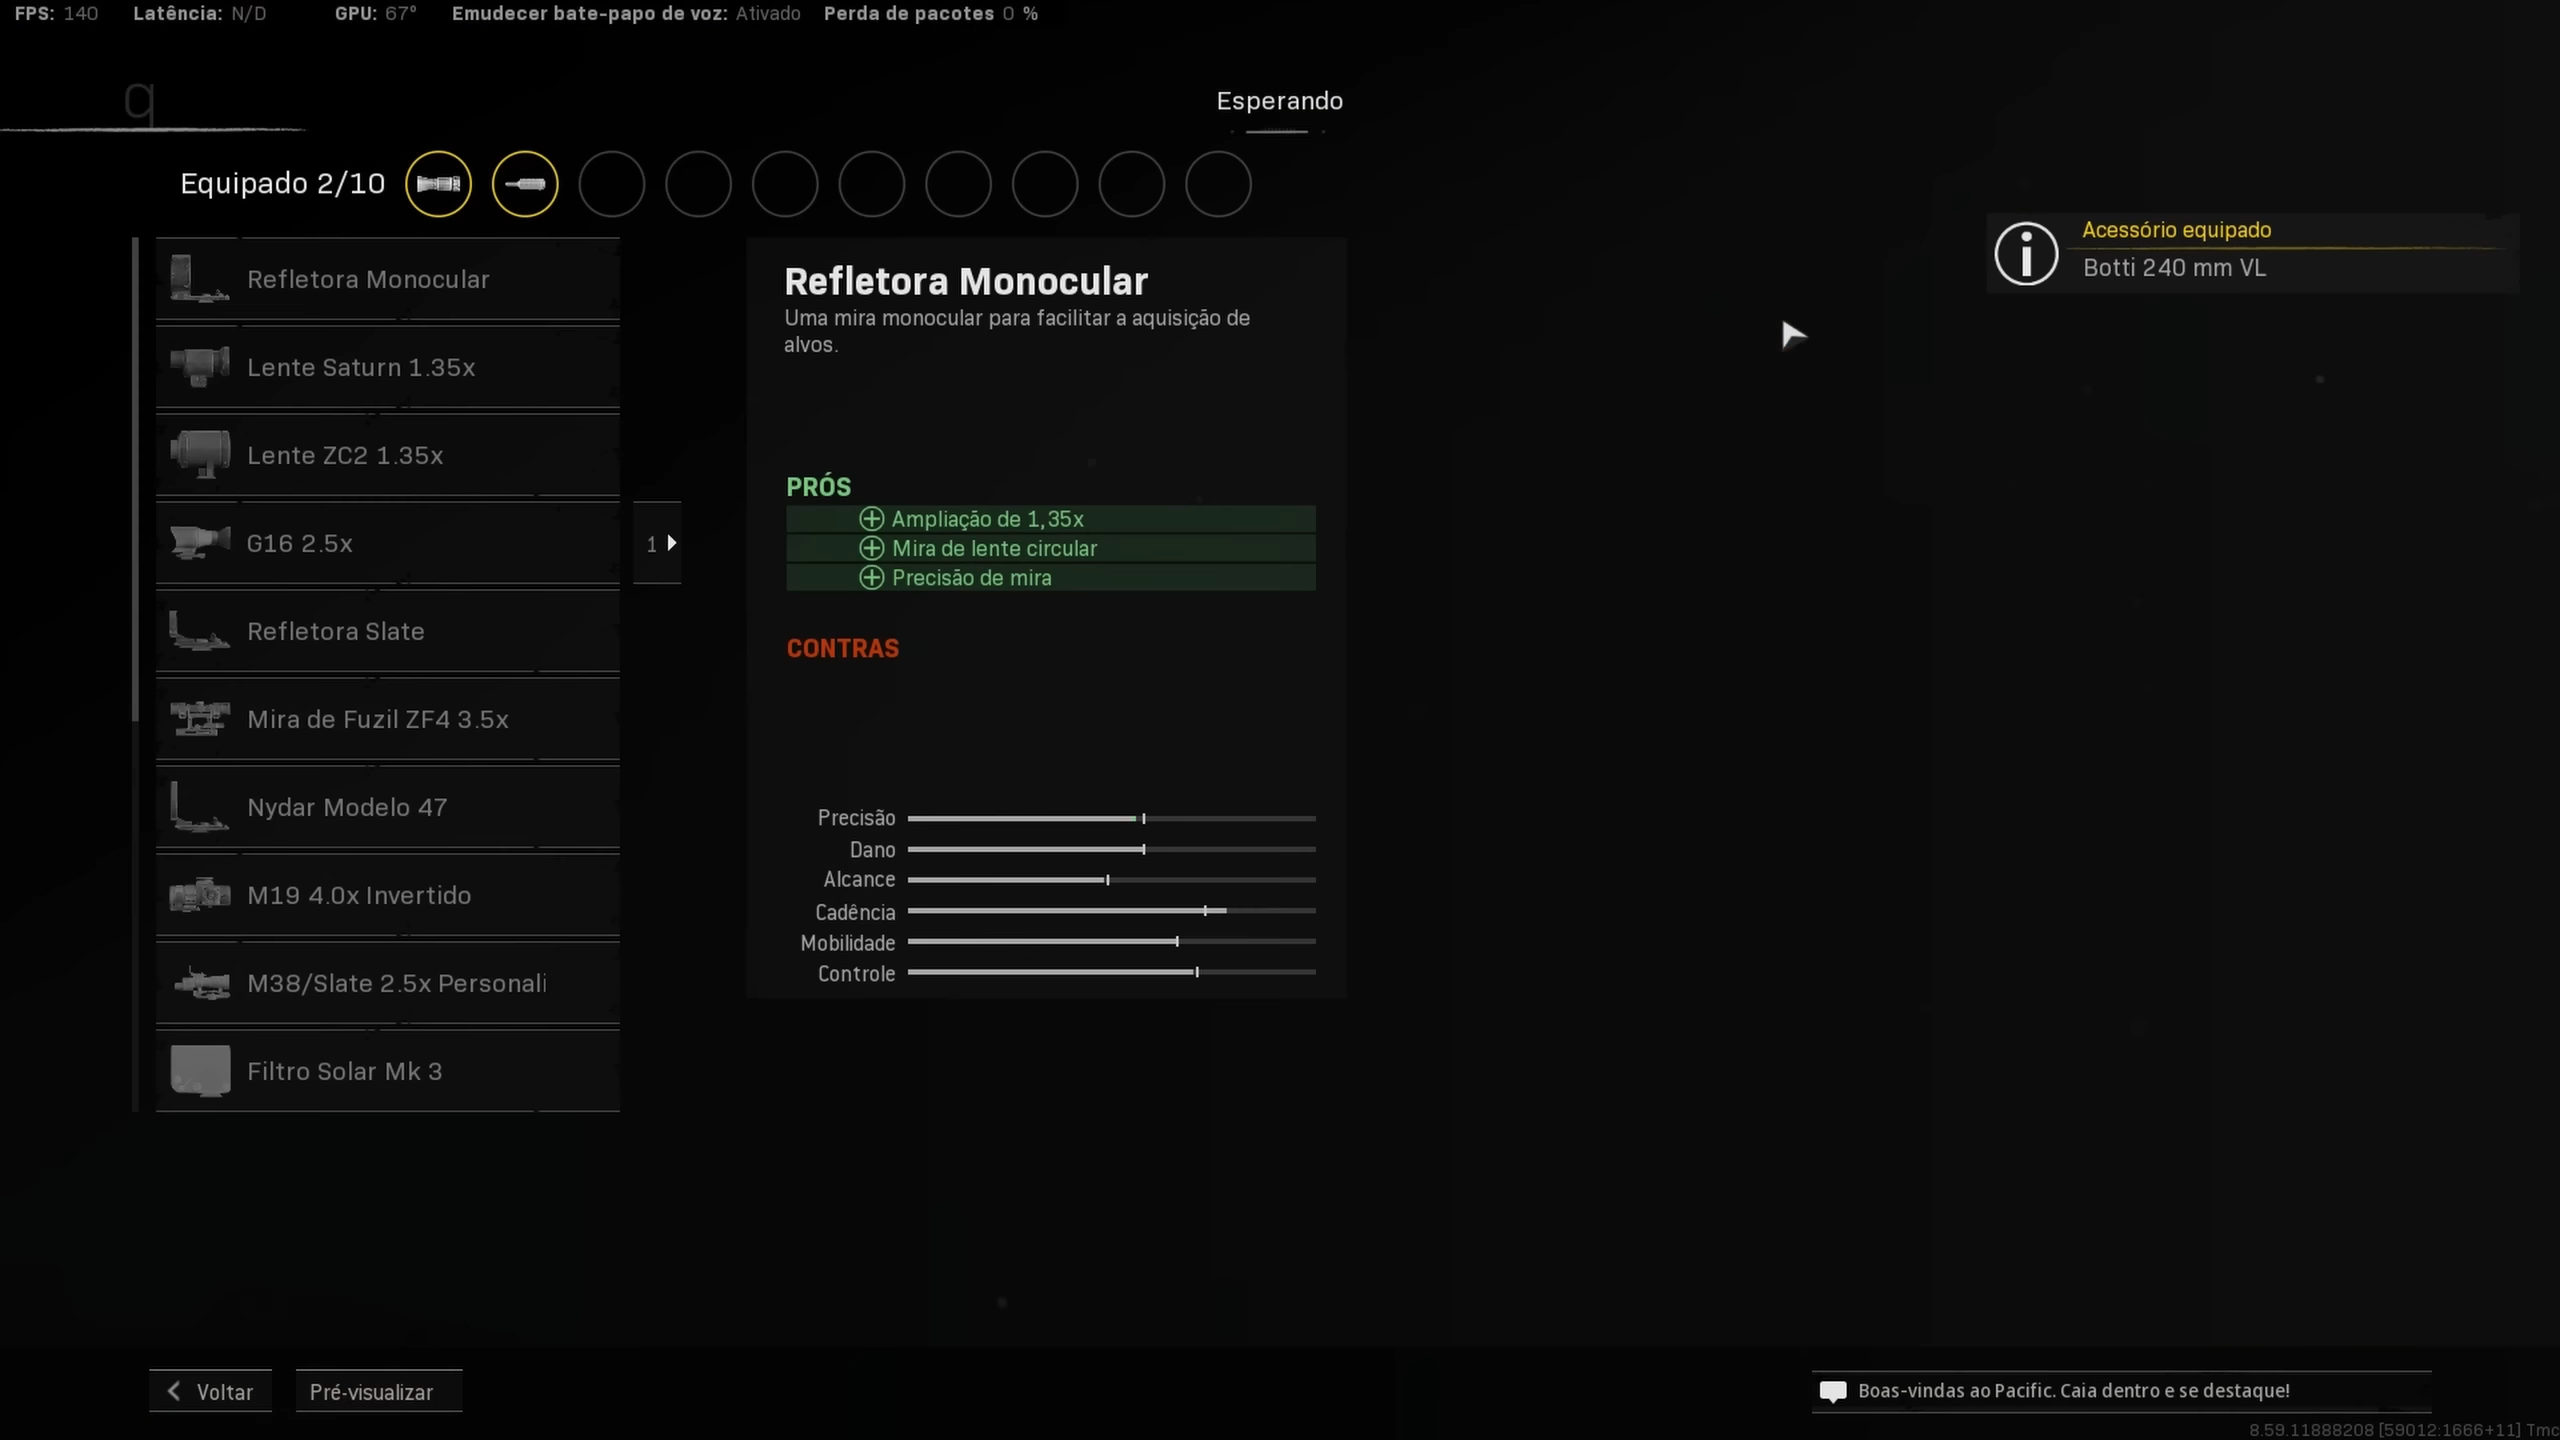 FPS: 140 Latência: N/D GPU: 67° Emudecer bate-papo de voz: Ativado Perda de pacotes 0 %
q
Esperando
Equipado 2/10
Refletora Monocular
Lente Saturn 1.35x
Lente ZC2 1.35x
G16 2.5x
1
Refletora Slate
Mira de Fuzil ZF4 3.5x
Nydar Modelo 47
M19 4.0x Invertido
M38/Slate 2.5x Personali
Filtro Solar Mk 3
Refletora Monocular
Uma mira monocular para facilitar a aquisição de
alvos.
PRÓS
Ampliação de 1,35x
Mira de lente circular
Precisão de mira
CONTRAS
Precisão
Dano
Alcance
Cadência
Mobilidade
Controle
Acessório equipado
Botti 240 mm VL
Voltar
Pré-visualizar
Boas-vindas ao Pacific. Caia dentro e se destaque!
8.59.11888208 [59012:1666+11] Tmc